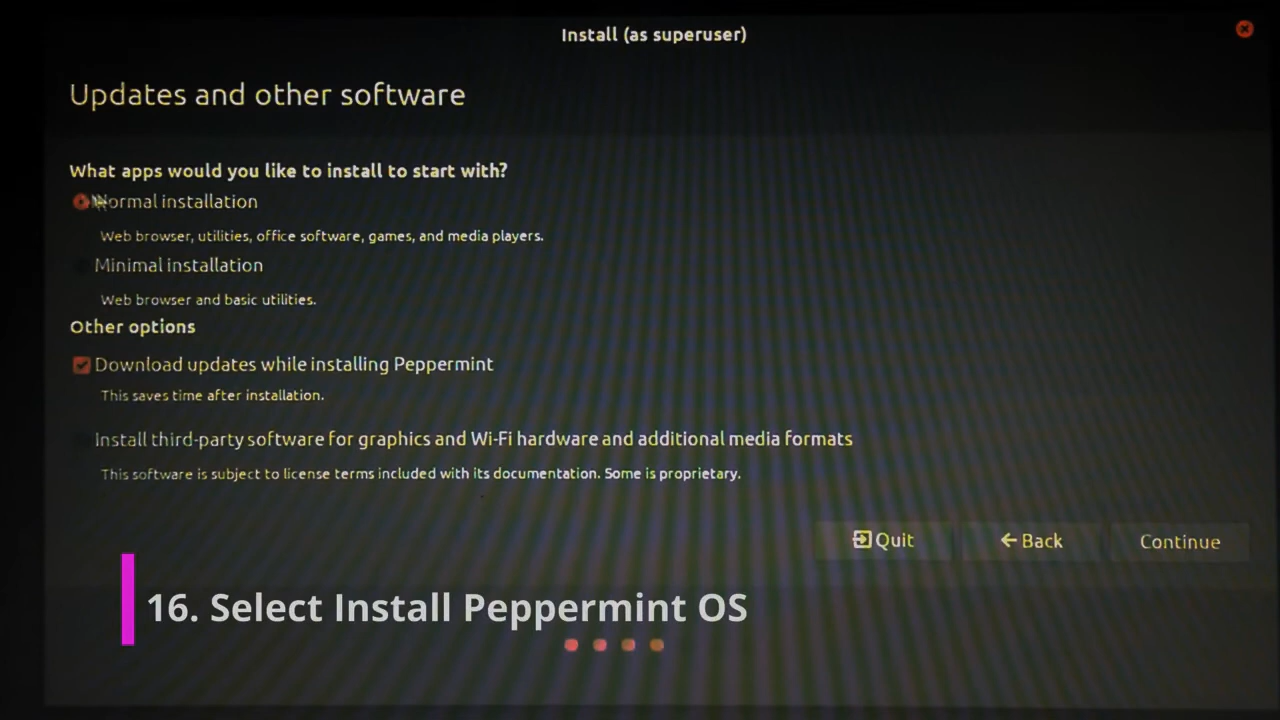 Install (as superuser)
Updates and other software
What apps would you like to install to start with?
Normal installation
Web browser, utilities, office software, games, and media players.
Minimal installation
Web browser and basic utilities.
Other options
Download updates while installing Peppermint
This saves time after installation.
Install third-party software for graphics and Wi-Fi hardware and additional media formats
This software is subject to license terms included with its documentation. Some is proprietary.
Quit
Back
Continue
16. Select Install Peppermint OS